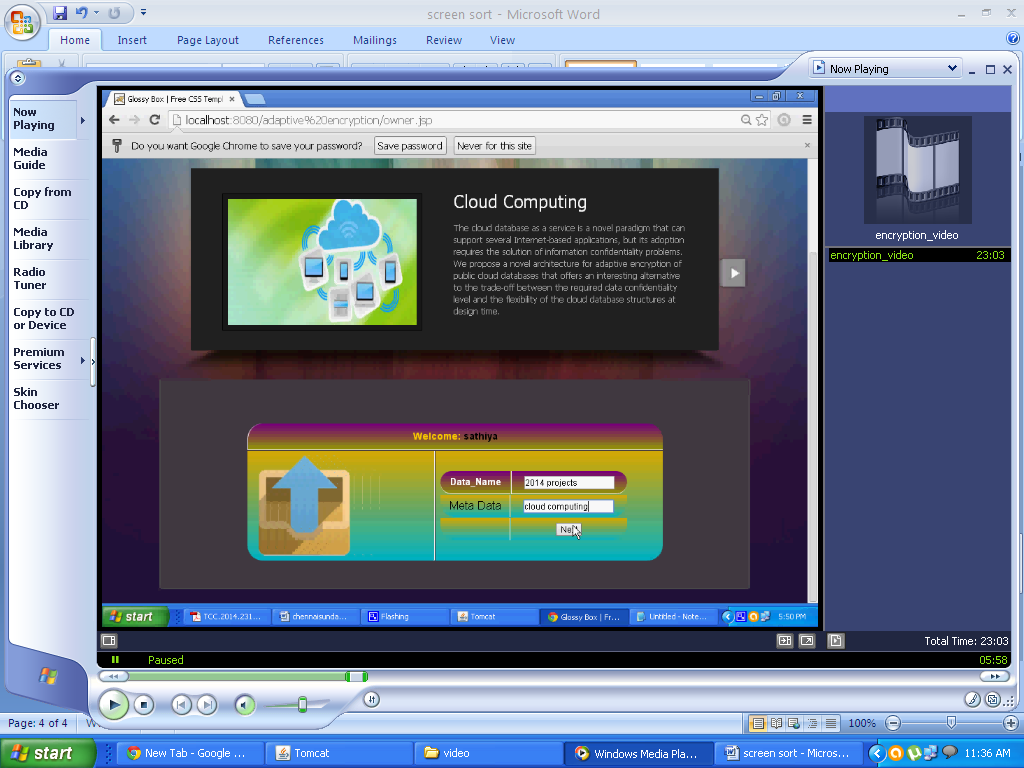 screen sort - Microsoft Word
Home Insert Page Layout References Mailings Review View
Now Playing
Now Playing
Media Guide
Copy from CD
Media Library
Radio Tuner
Copy to CD or Device
Premium Services
Skin Chooser
Glossy Box | Free CSS Templ
localhost:8080/adaptive%20encryption/owner.jsp
Do you want Google Chrome to save your password? Save password Never for this site
Cloud Computing
The cloud database as a service is a novel paradigm that can
support several Internet-based applications, but its adoption
requires the solution of information confidentiality problems.
We propose a novel architecture for adaptive encryption of
public cloud databases that offers an interesting alternative
to the trade-off between the required data confidentiality
level and the flexibility of the cloud database structures at
design time.
Welcome: sathiya
Data_Name 2014 projects
Meta Data cloud computing
start TCC.2014.231... chennaisunda... Flashing Tomcat Glossy Box | Fr... Untitled - Note... 5:50 PM
encryption_video
encryption_video 23:03
Total Time: 23:03
Paused 05:58
Page: 4 of 4
100%
start New Tab - Google ... Tomcat video Windows Media Pla... screen sort - Micros... 11:36 AM